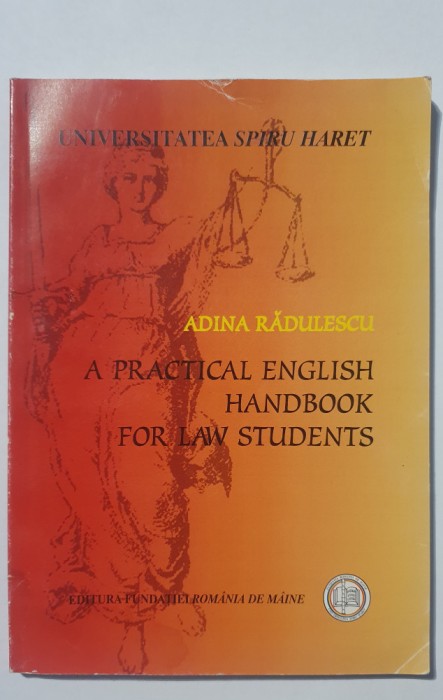 UNIVERSITATEA SPIRU HARET
ADINA RĂDULESCU
A PRACTICAL ENGLISH
HANDBOOK
FOR LAW STUDENTS
EDITURA FUNDAȚIEI ROMÂNIA DE MÂINE